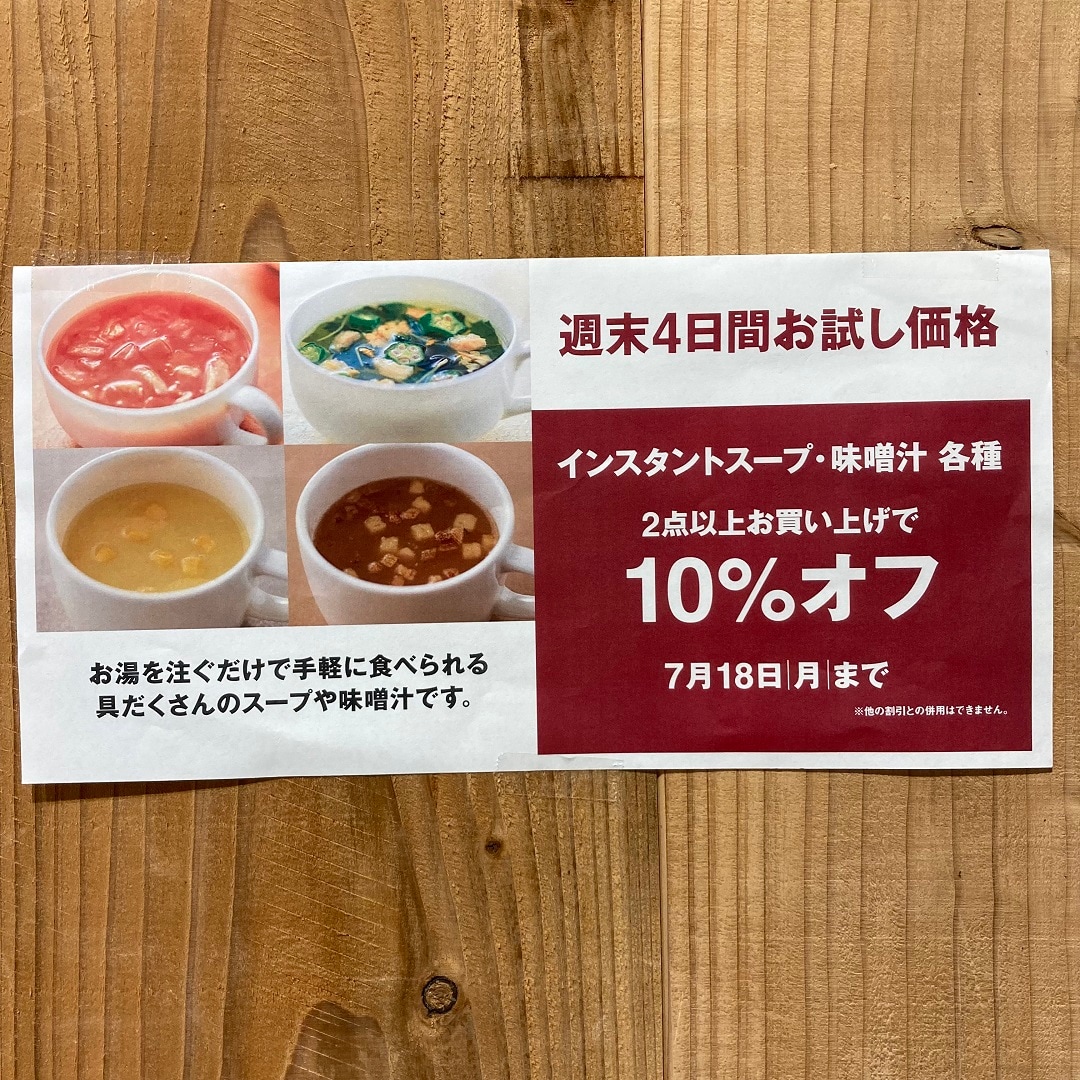 週末4日間お試し価格
インスタントスープ・味噌汁 各種
2点以上お買い上げで
10%オフ
7月18日|月|まで
※他の割引との併用はできません。
お湯を注ぐだけで手軽に食べられる
具だくさんのスープや味噌汁です。